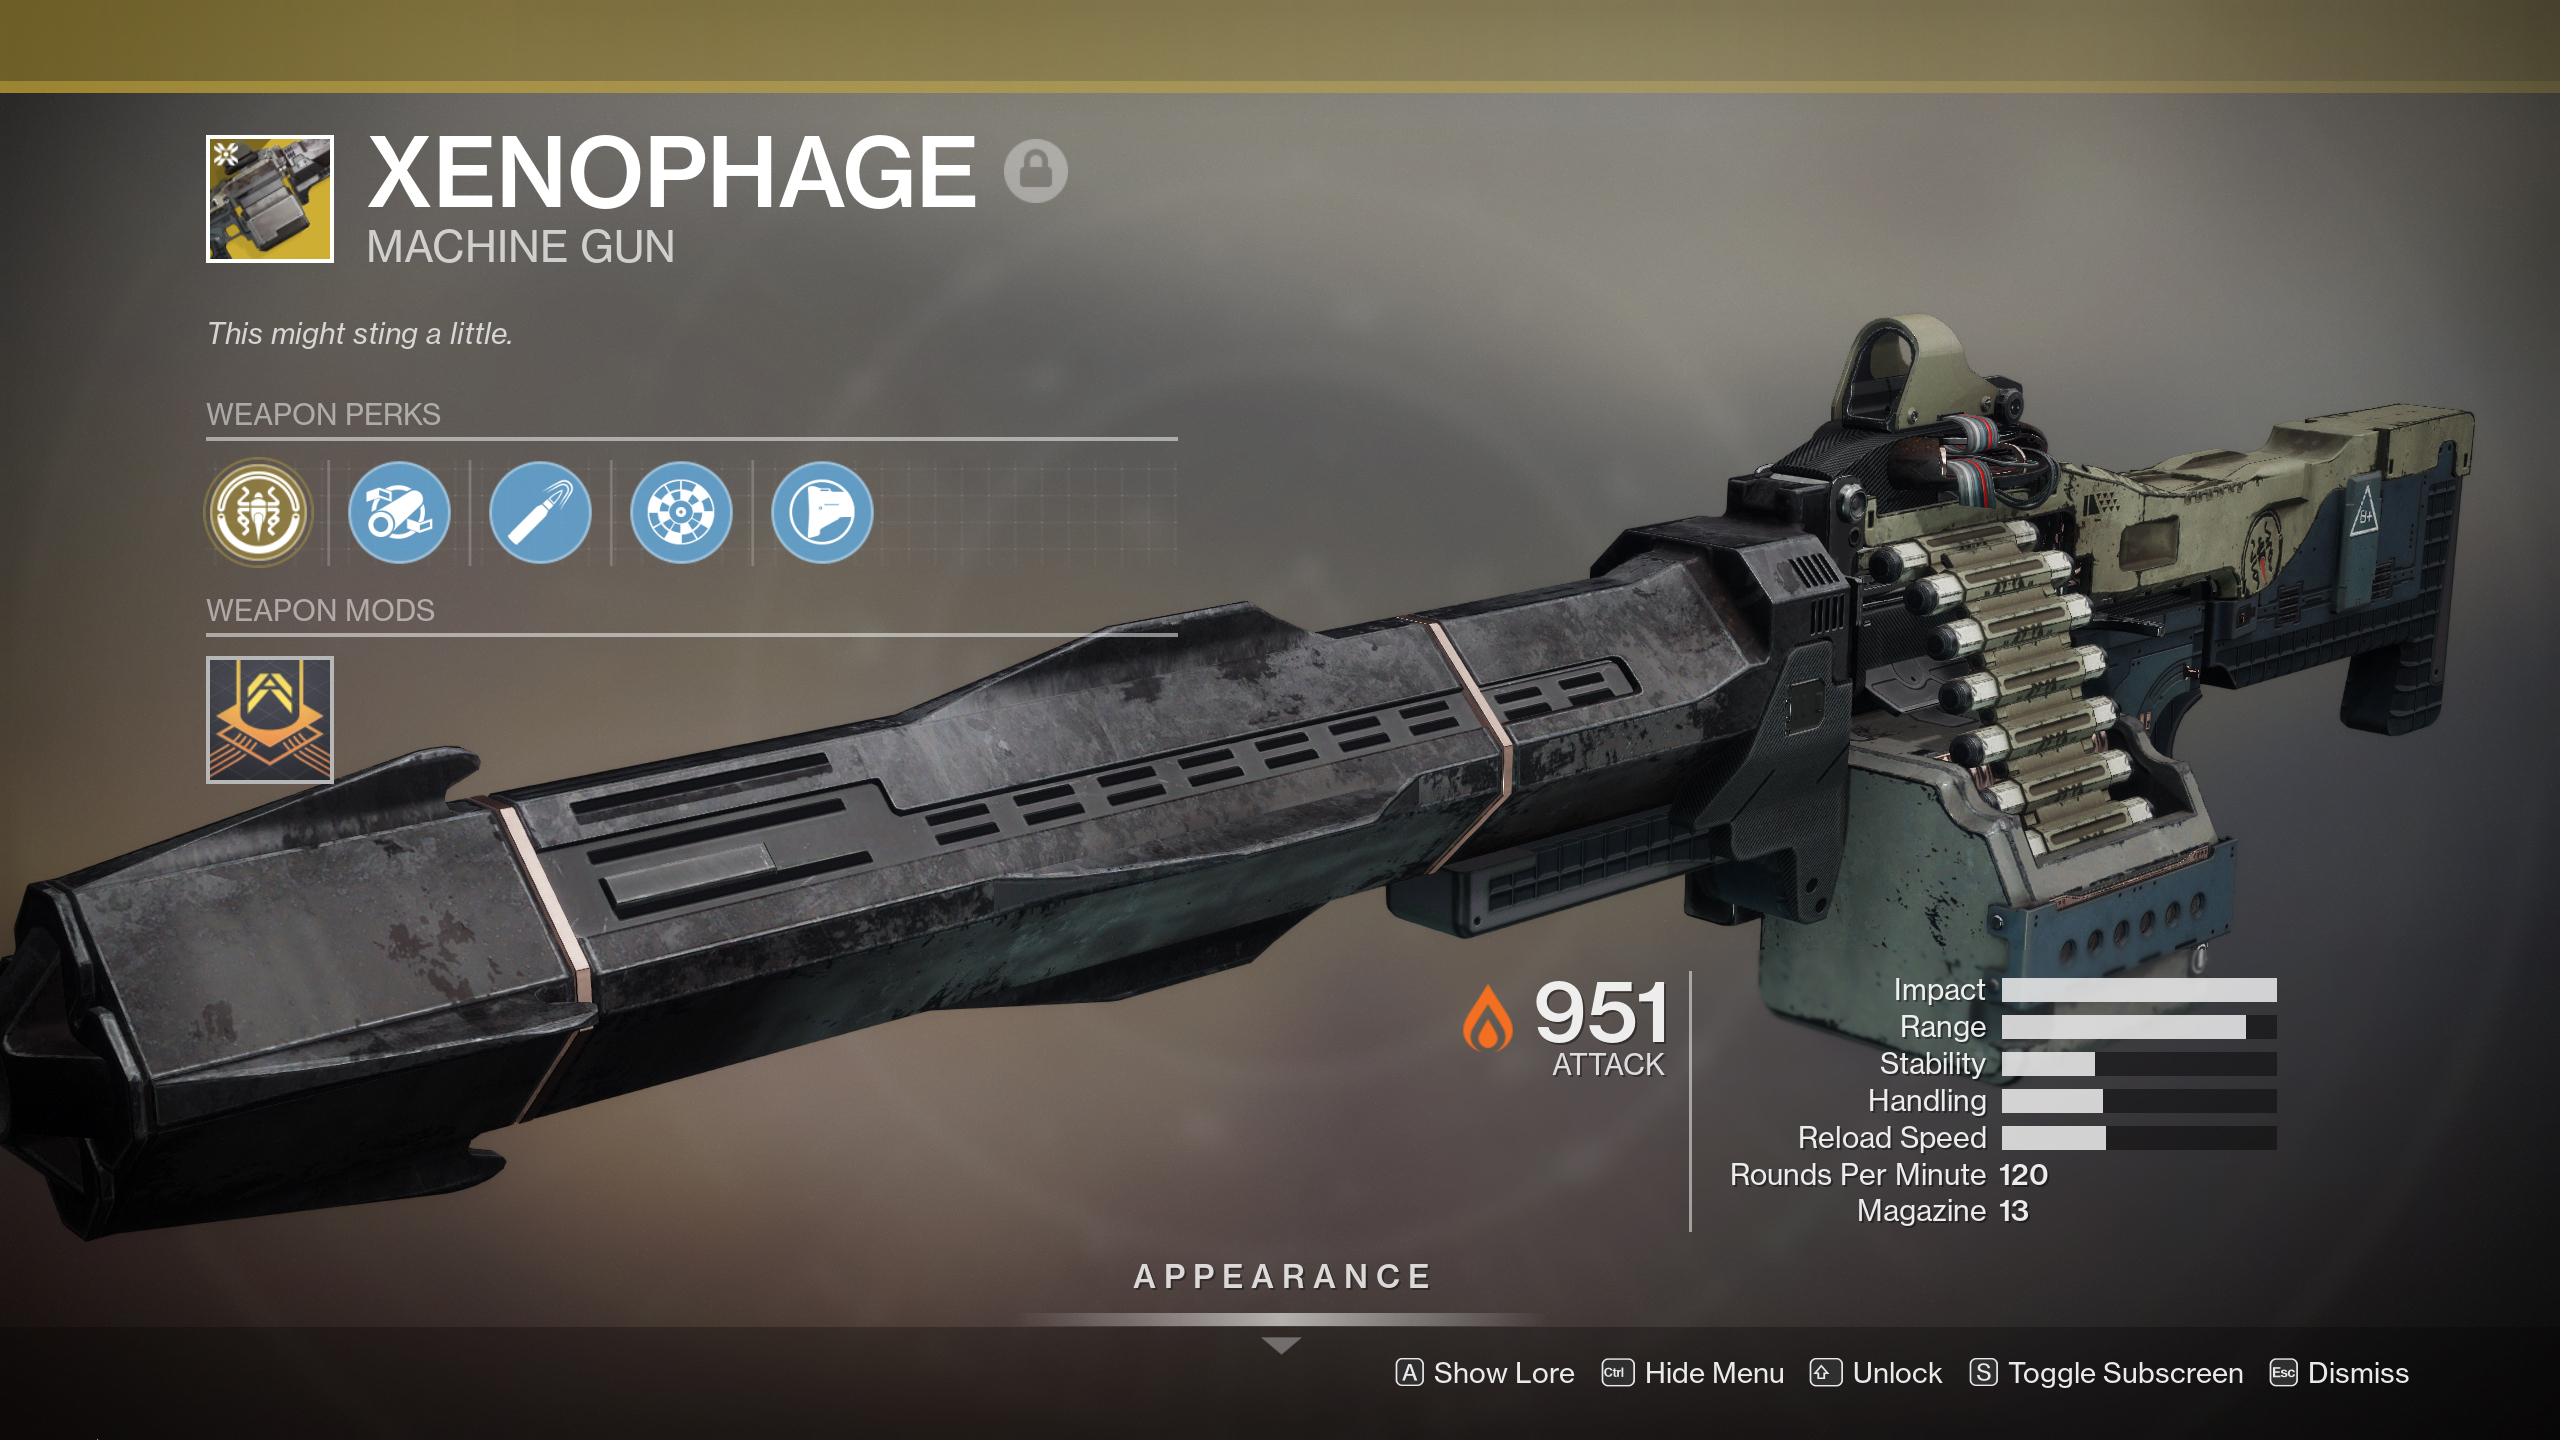 XENOPHAGE
MACHINE GUN
This might sting a little.
WEAPON PERKS
WEAPON MODS
951
ATTACK
Impact
Range
Stability
Handling
Reload Speed
Rounds Per Minute 120
Magazine 13
APPEARANCE
A Show Lore Ctrl Hide Menu Unlock S Toggle Subscreen Esc Dismiss